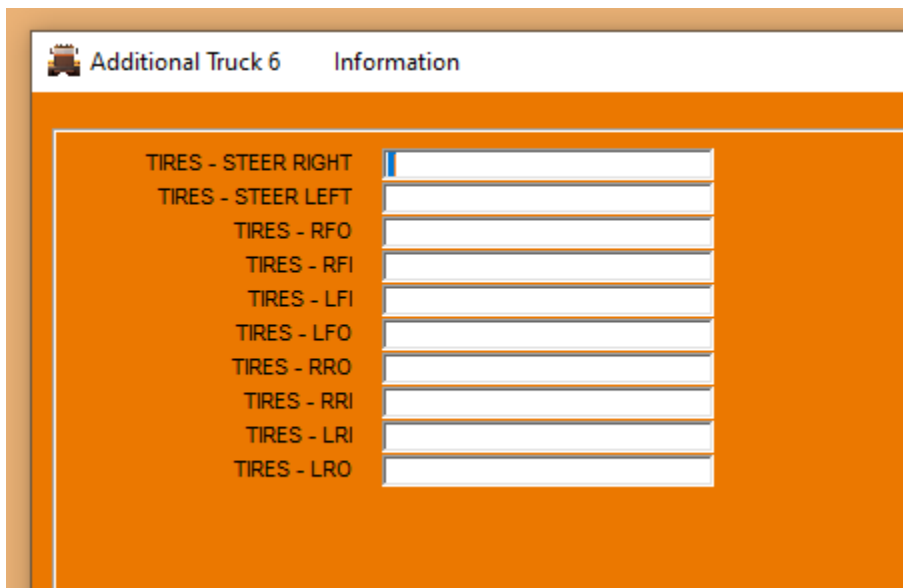 Additional Truck 6 Information
TIRES - STEER RIGHT
TIRES - STEER LEFT
TIRES - RFO
TIRES - RFI
TIRES - LFI
TIRES - LFO
TIRES - RRO
TIRES - RRI
TIRES - LRI
TIRES - LRO